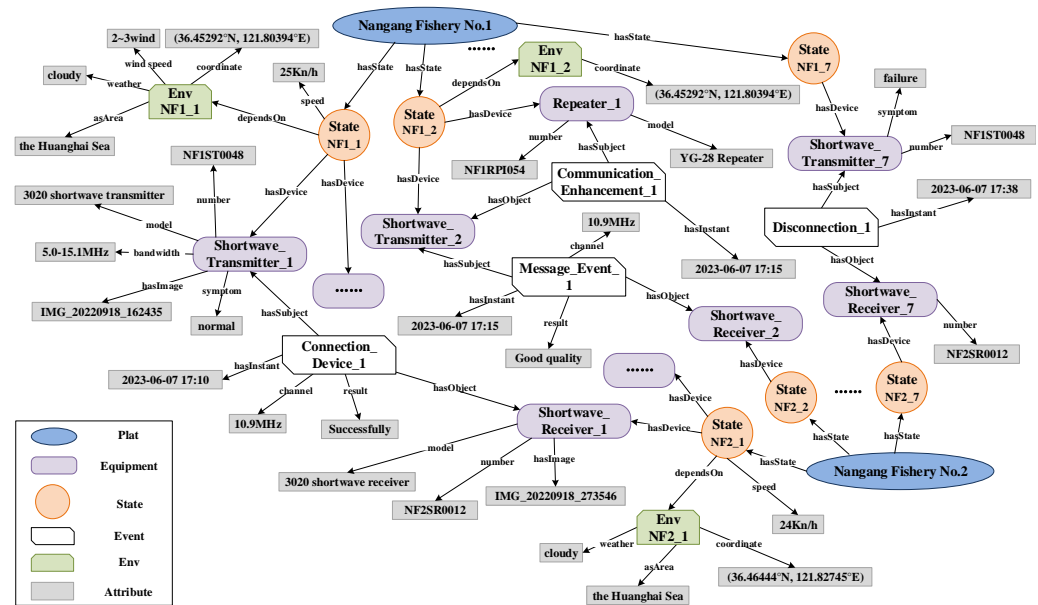 Nangang Fishery No.1
2~3wind
(36.45292°N, 121.80394°E)
wind speed
coordinate
cloudy
weather
Env
NF1_1
asArea
the Huanghai Sea
dependsOn
25Kn/h
speed
State
NF1_1
hasState
hasState
......
dependsOn
Env
NF1_2
coordinate
(36.45292°N, 121.80394°E)
hasState
State
NF1_7
failure
hasDevice
symptom
State
NF1_2
hasDevice
Repeater_1
number
model
NF1RPI054
YG-28 Repeater
hasSubject
Shortwave_
Transmitter_7
number
NF1ST0048
NF1ST0048
hasDevice
hasDevice
hasDevice
Communication_
Enhancement_1
hasObject
hasInstant
2023-06-07 17:15
hasSubject
2023-06-07 17:38
hasInstant
Disconnection_1
hasObject
3020 shortwave transmitter
model
number
5.0-15.1MHz
bandwidth
Shortwave_
Transmitter_1
hasImage
symptom
IMG_20220918_162435
normal
hasSubject
......
Shortwave_
Transmitter_2
hasSubject
10.9MHz
channel
Message_Event_
1
hasInstant
2023-06-07 17:15
result
Good quality
hasObject
Shortwave_
Receiver_2
Shortwave_
Receiver_7
number
NF2SR0012
hasDevice
hasDevice
Connection_
Device_1
hasInstant
2023-06-07 17:10
channel
10.9MHz
result
Successfully
hasObject
......
hasDevice
State
NF2_2
......
State
NF2_7
hasState
hasState
Shortwave_
Receiver_1
hasDevice
State
NF2_1
hasState
Nangang Fishery No.2
model
3020 shortwave receiver
number
NF2SR0012
hasImage
IMG_20220918_273546
dependsOn
speed
24Kn/h
Env
NF2_1
cloudy
weather
asArea
the Huanghai Sea
coordinate
(36.46444°N, 121.82745°E)
Plat
Equipment
State
Event
Env
Attribute